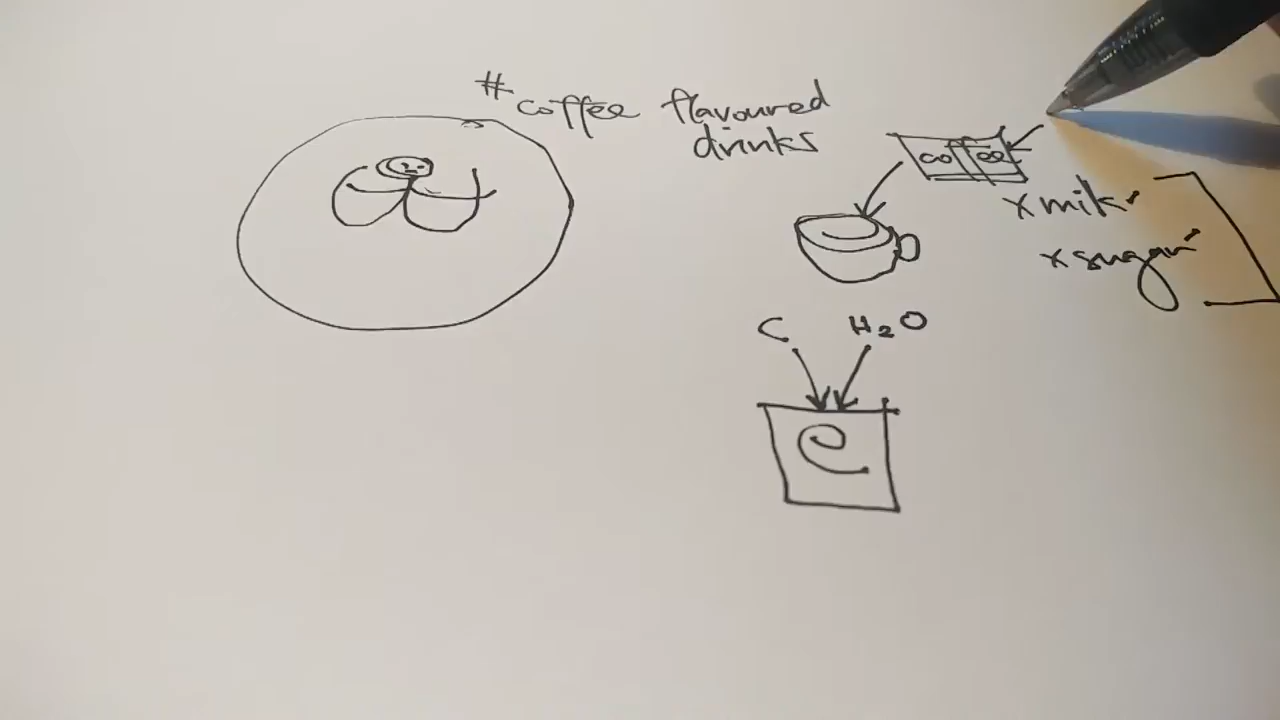 # coffee flavoured
drinks
coffee
x milk
x sugar
C H2O
e